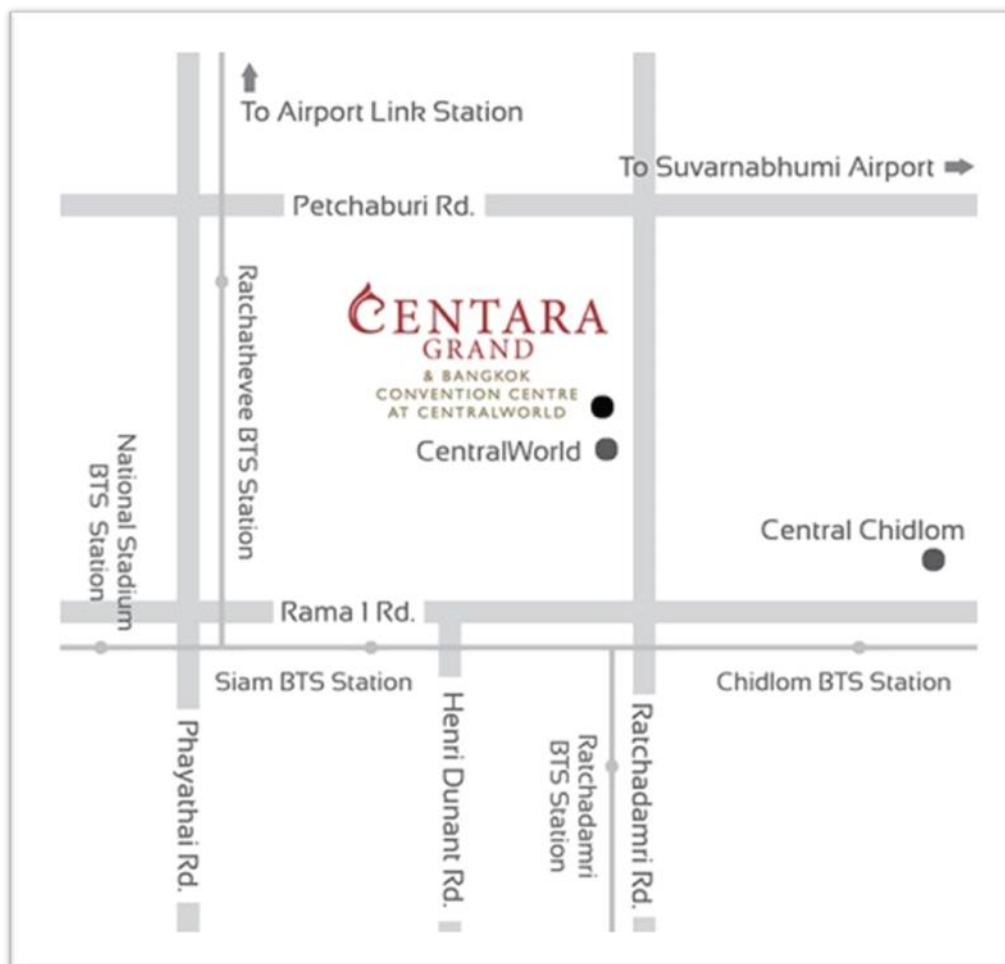 To Airport Link Station
To Suvarnabhumi Airport
Petchaburi Rd.
Ratchathevee BTS Station
CENTARA
GRAND
& BANGKOK
CONVENTION CENTRE
AT CENTRALWORLD
CentralWorld
National Stadium
BTS Station
Central Chidlom
Rama 1 Rd.
Siam BTS Station
Chidlom BTS Station
Phayathai Rd.
Henri Dunant Rd.
Ratchadamri
BTS Station
Ratchadamri Rd.